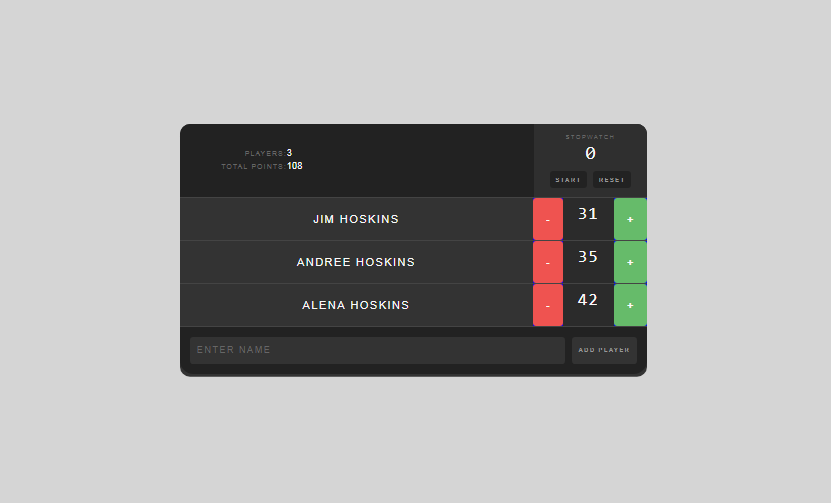 PLAYERS: 3
TOTAL POINTS: 108
STOPWATCH
0
START RESET
JIM HOSKINS - 31 +
ANDREE HOSKINS - 35 +
ALENA HOSKINS - 42 +
ENTER NAME ADD PLAYER